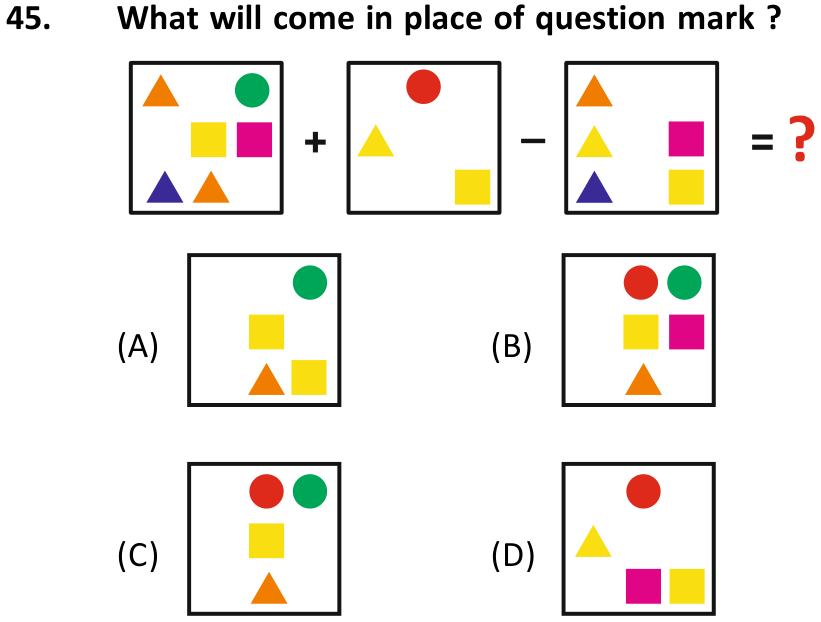 45. What will come in place of question mark ?
+ − = ?
(A) (B)
(C) (D)